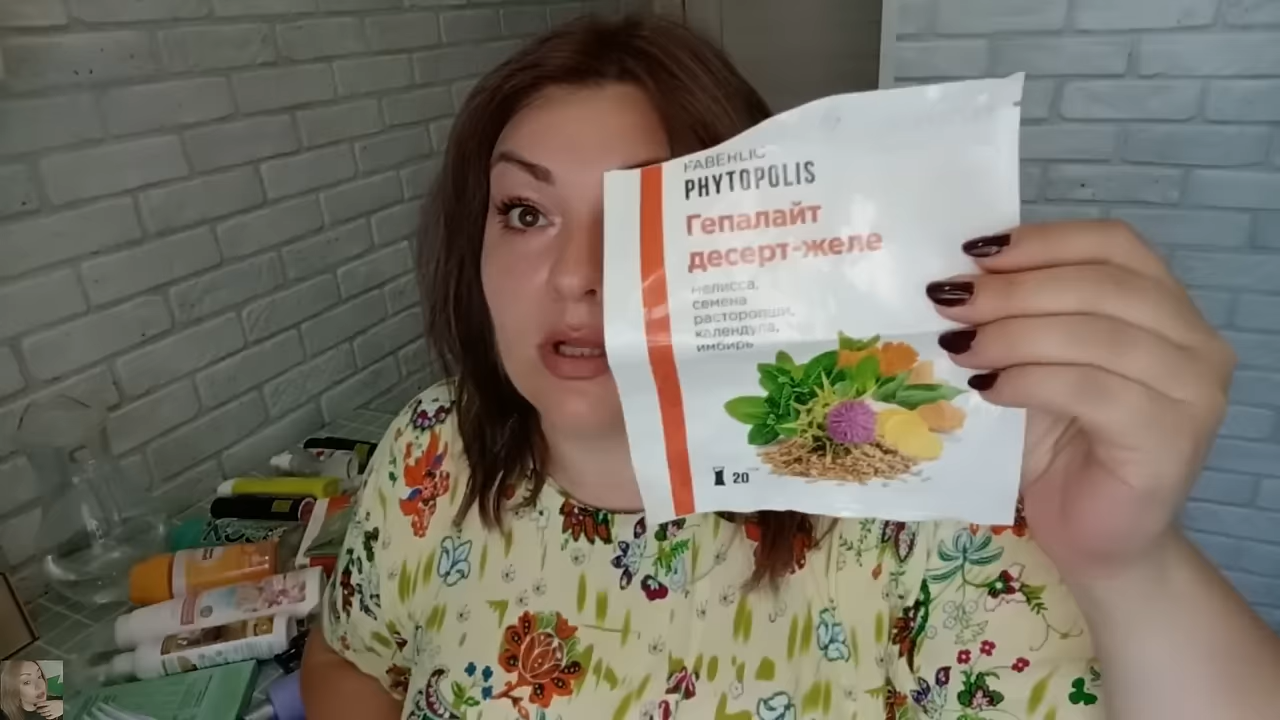 FABERLIC
PHYTOPOLIS
Гепалайт
десерт-желе
мелисса,
семена
расторопши,
календула,
имбирь
20